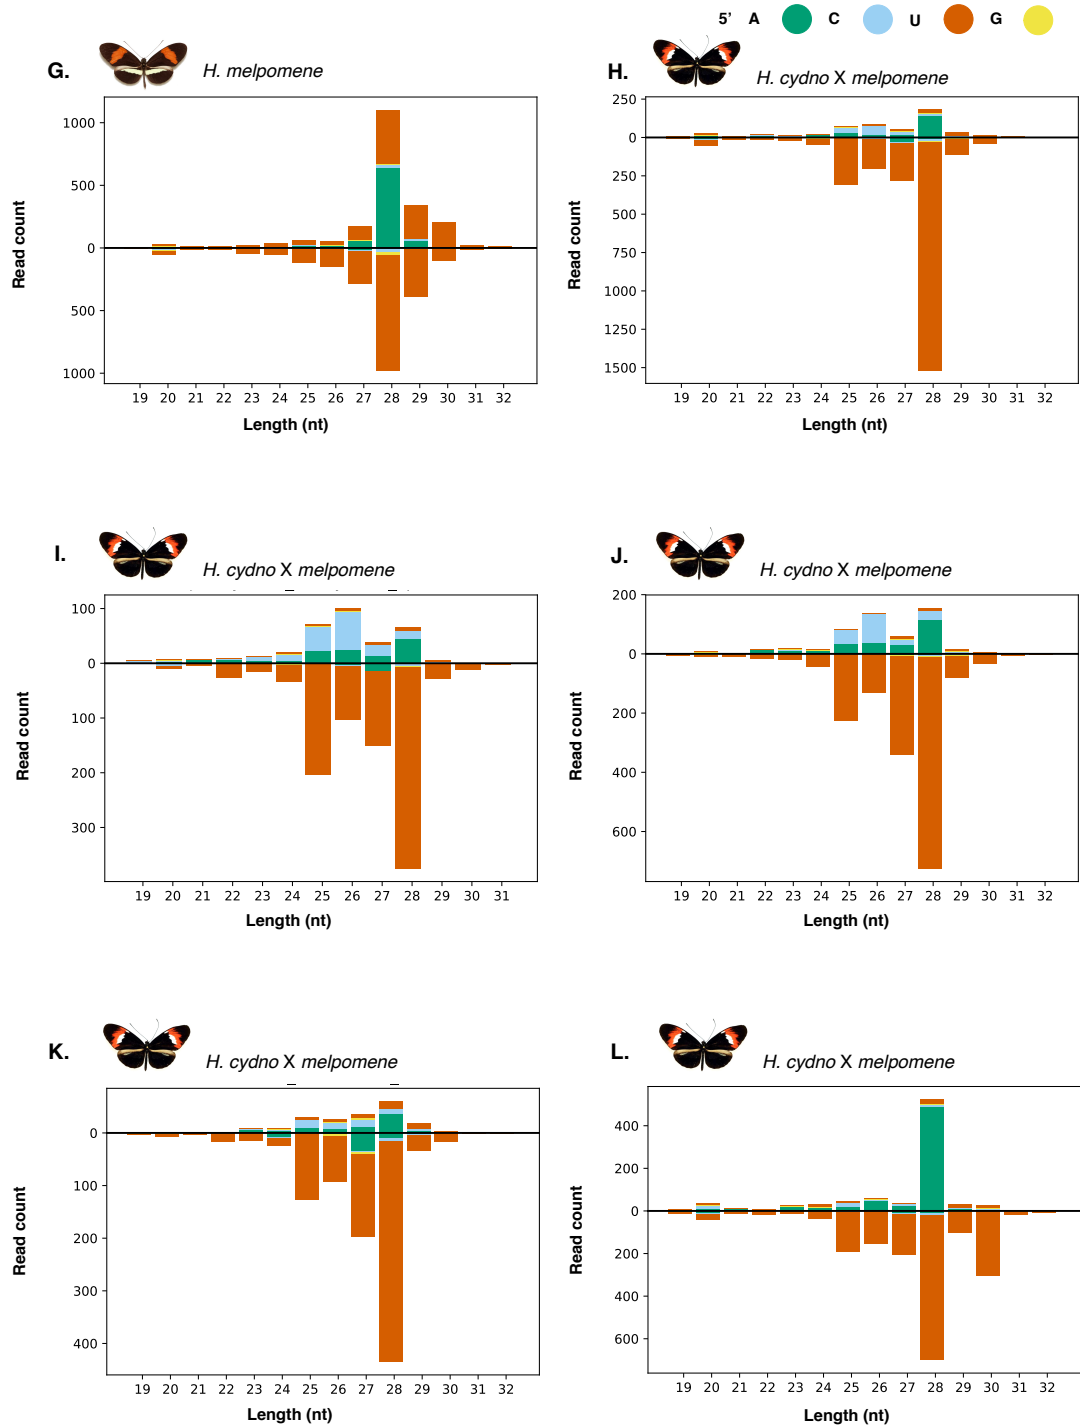 5' A C U G
G. H. melpomene
1000
500
0
500
1000
Read count
19 20 21 22 23 24 25 26 27 28 29 30 31 32
Length (nt)
H. H. cydno X melpomene
250
0
250
500
750
1000
1250
1500
Read count
19 20 21 22 23 24 25 26 27 28 29 30 31 32
Length (nt)
I. H. cydno X melpomene
100
0
100
200
300
Read count
19 20 21 22 23 24 25 26 27 28 29 30 31
Length (nt)
J. H. cydno X melpomene
200
0
200
400
600
Read count
19 20 21 22 23 24 25 26 27 28 29 30 31 32
Length (nt)
K. H. cydno X melpomene
0
100
200
300
400
Read count
19 20 21 22 23 24 25 26 27 28 29 30 31 32
Length (nt)
L. H. cydno X melpomene
400
200
0
200
400
600
Read count
19 20 21 22 23 24 25 26 27 28 29 30 31 32
Length (nt)